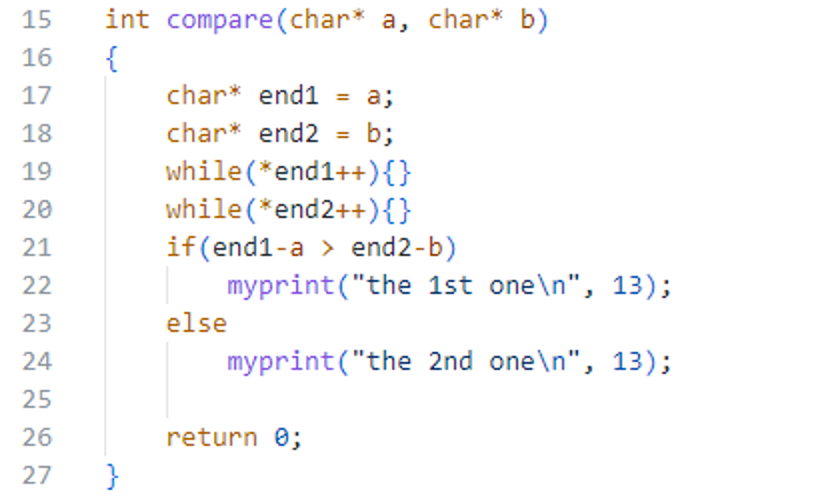 15 int compare(char* a, char* b)
16 {
17     char* end1 = a;
18     char* end2 = b;
19     while(*end1++){}
20     while(*end2++){}
21     if(end1-a > end2-b)
22         myprint("the 1st one\n", 13);
23     else
24         myprint("the 2nd one\n", 13);
25
26     return 0;
27 }